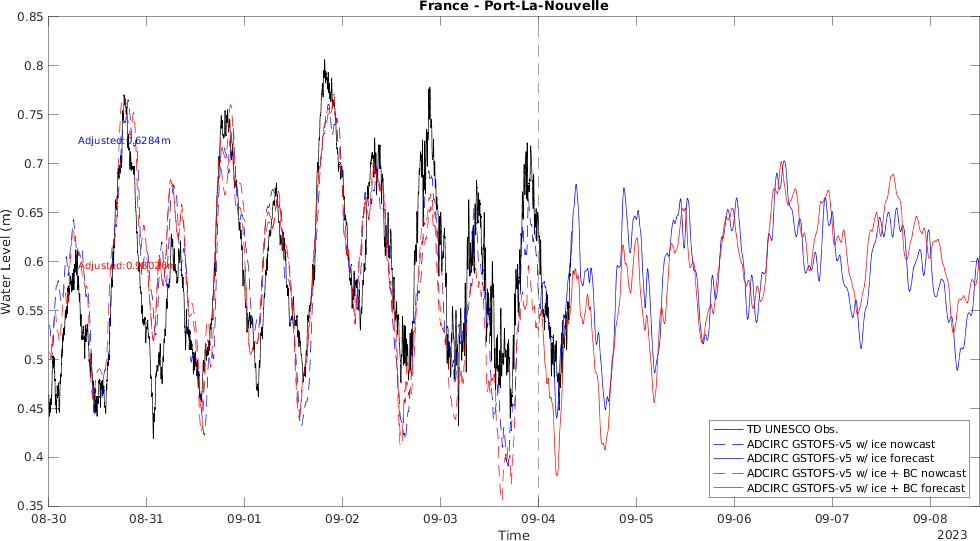 France - Port-La-Nouvelle
0.85
0.8
0.75
0.7
0.65
0.6
0.55
0.5
0.45
0.4
0.35
Water Level (m)
Adjusted:0.6284m
TD UNESCO Obs.
ADCIRC GSTOFS-v5 w/ ice nowcast
ADCIRC GSTOFS-v5 w/ ice forecast
ADCIRC GSTOFS-v5 w/ ice + BC nowcast
ADCIRC GSTOFS-v5 w/ ice + BC forecast
08-30 08-31 09-01 09-02 09-03 09-04 09-05 09-06 09-07 09-08
Time
2023